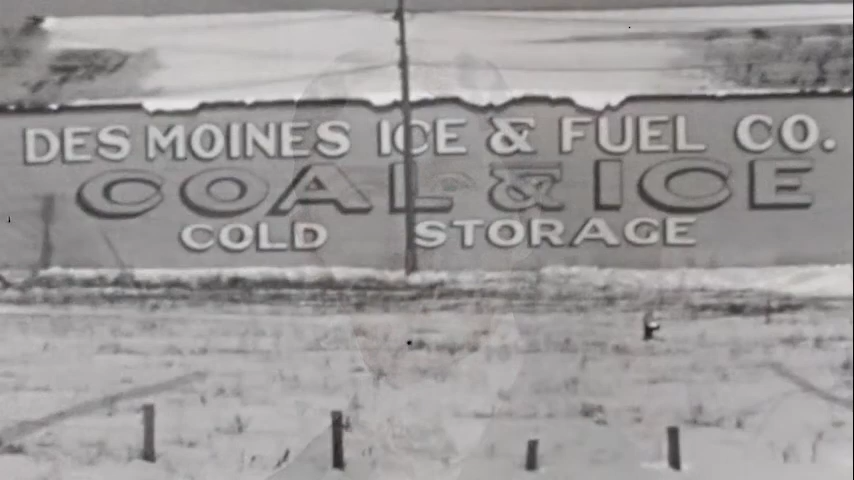 DES MOINES ICE & FUEL CO.
COAL & ICE
COLD STORAGE